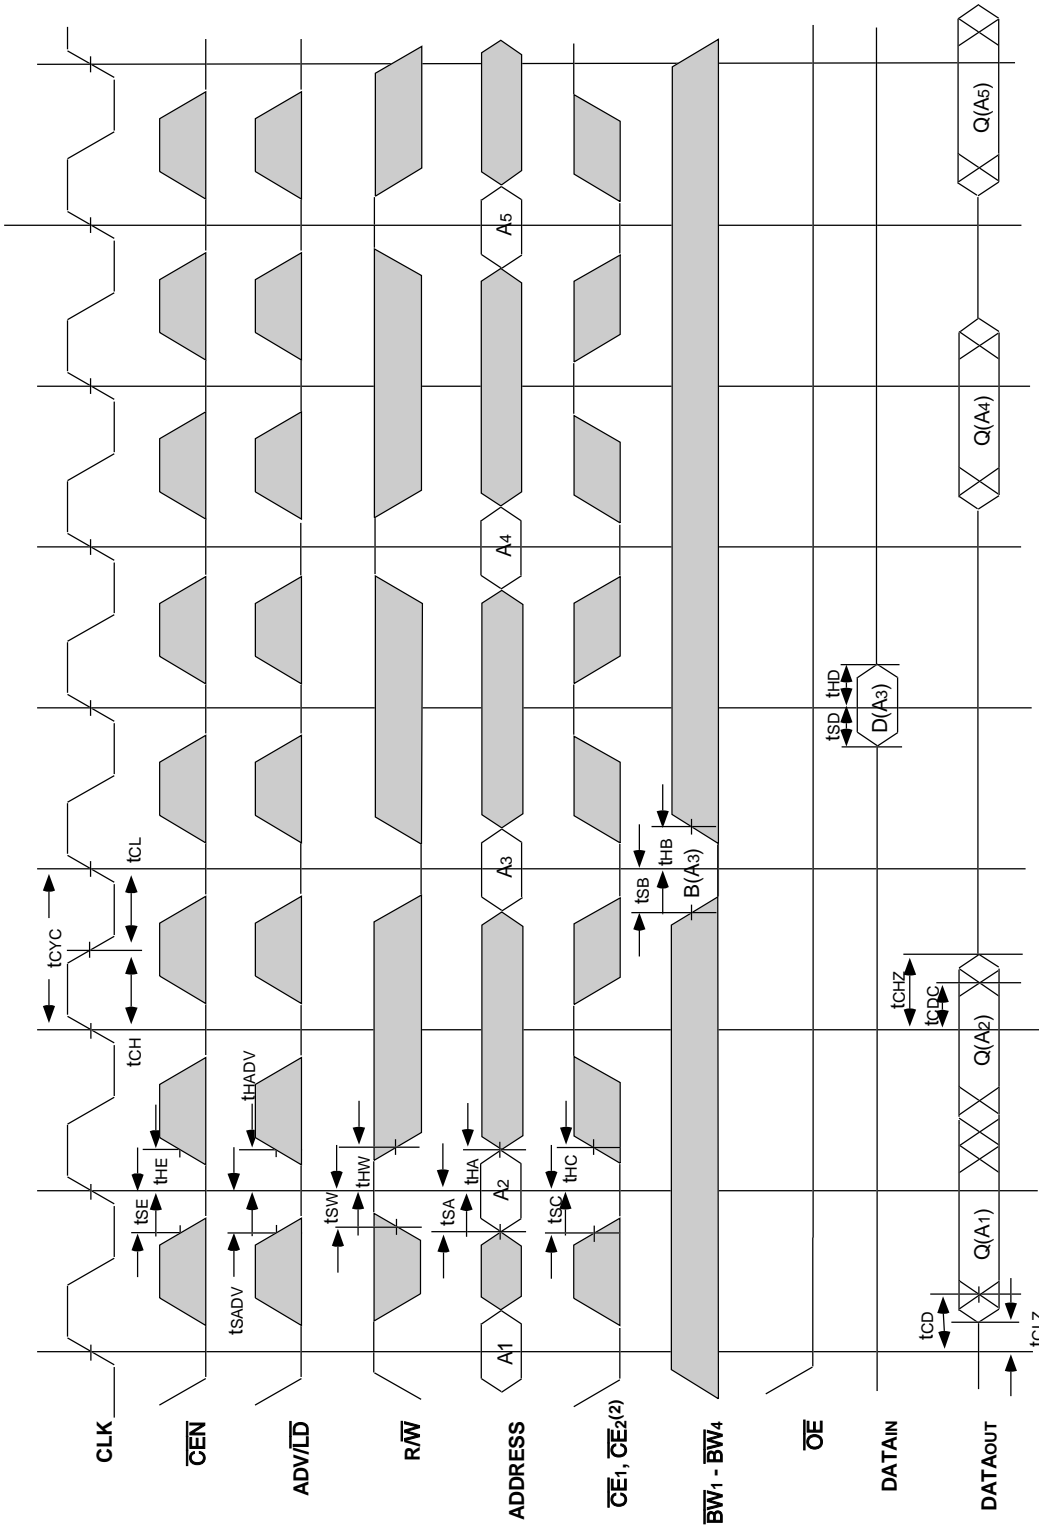 CLK
tCYC
tCH
tCL
CEN
tSE
tHE
ADV/LD
tSADV
tHADV
R/W
tSW
tHW
ADDRESS
A1
A2
A3
A4
A5
tSA
tHA
CE1, CE2(2)
tSC
tHC
BW1 - BW4
tSB
tHB
B(A3)
OE
DATAIN
tSD
tHD
D(A3)
DATAOUT
tCD
tCLZ
Q(A1)
Q(A2)
tCHZ
tCDC
Q(A4)
Q(A5)